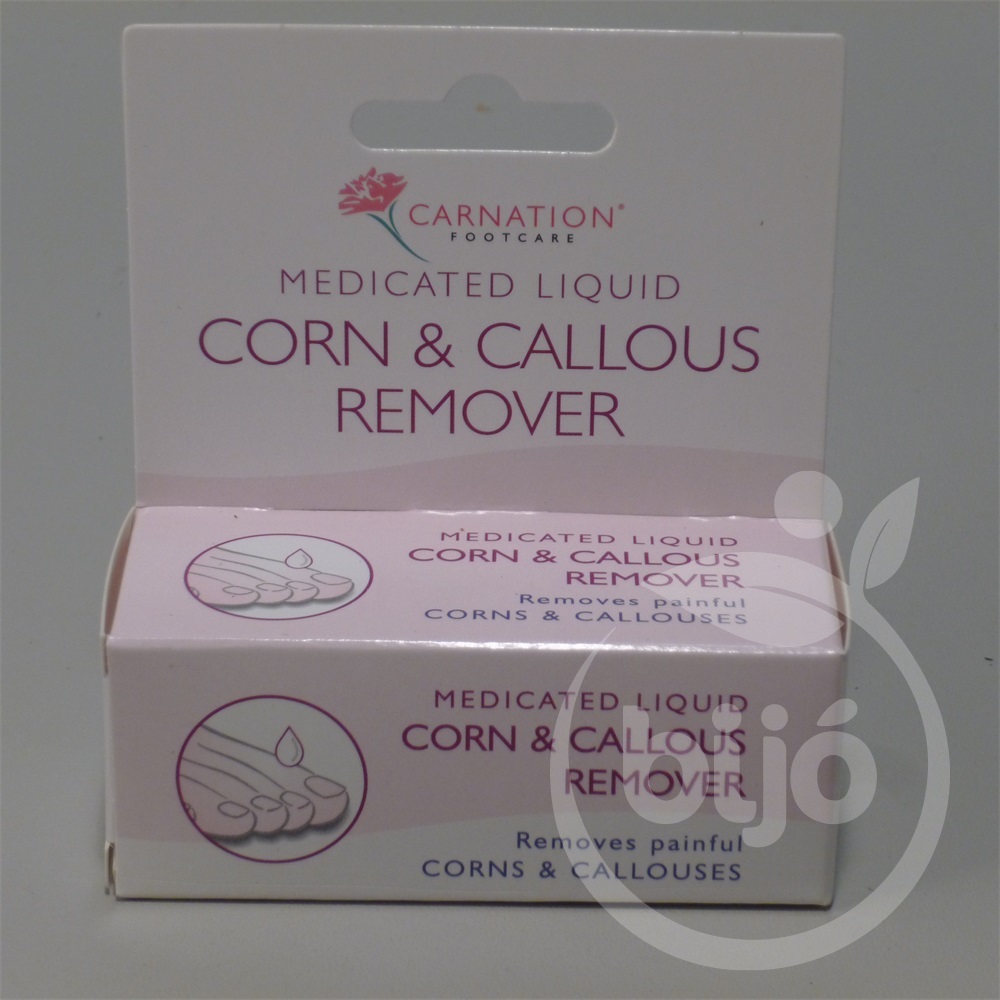 CARNATION®
FOOTCARE
MEDICATED LIQUID
CORN & CALLOUS
REMOVER
MEDICATED LIQUID
CORN & CALLOUS
REMOVER
Removes painful
CORNS & CALLOUSES
MEDICATED LIQUID
CORN & CALLOUS
REMOVER
Removes painful
CORNS & CALLOUSES
bijó